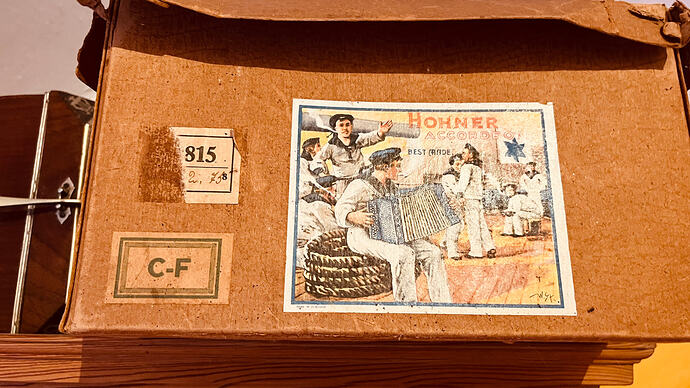 HOHNER
ACCORDEO
BEST MADE
815
C-F